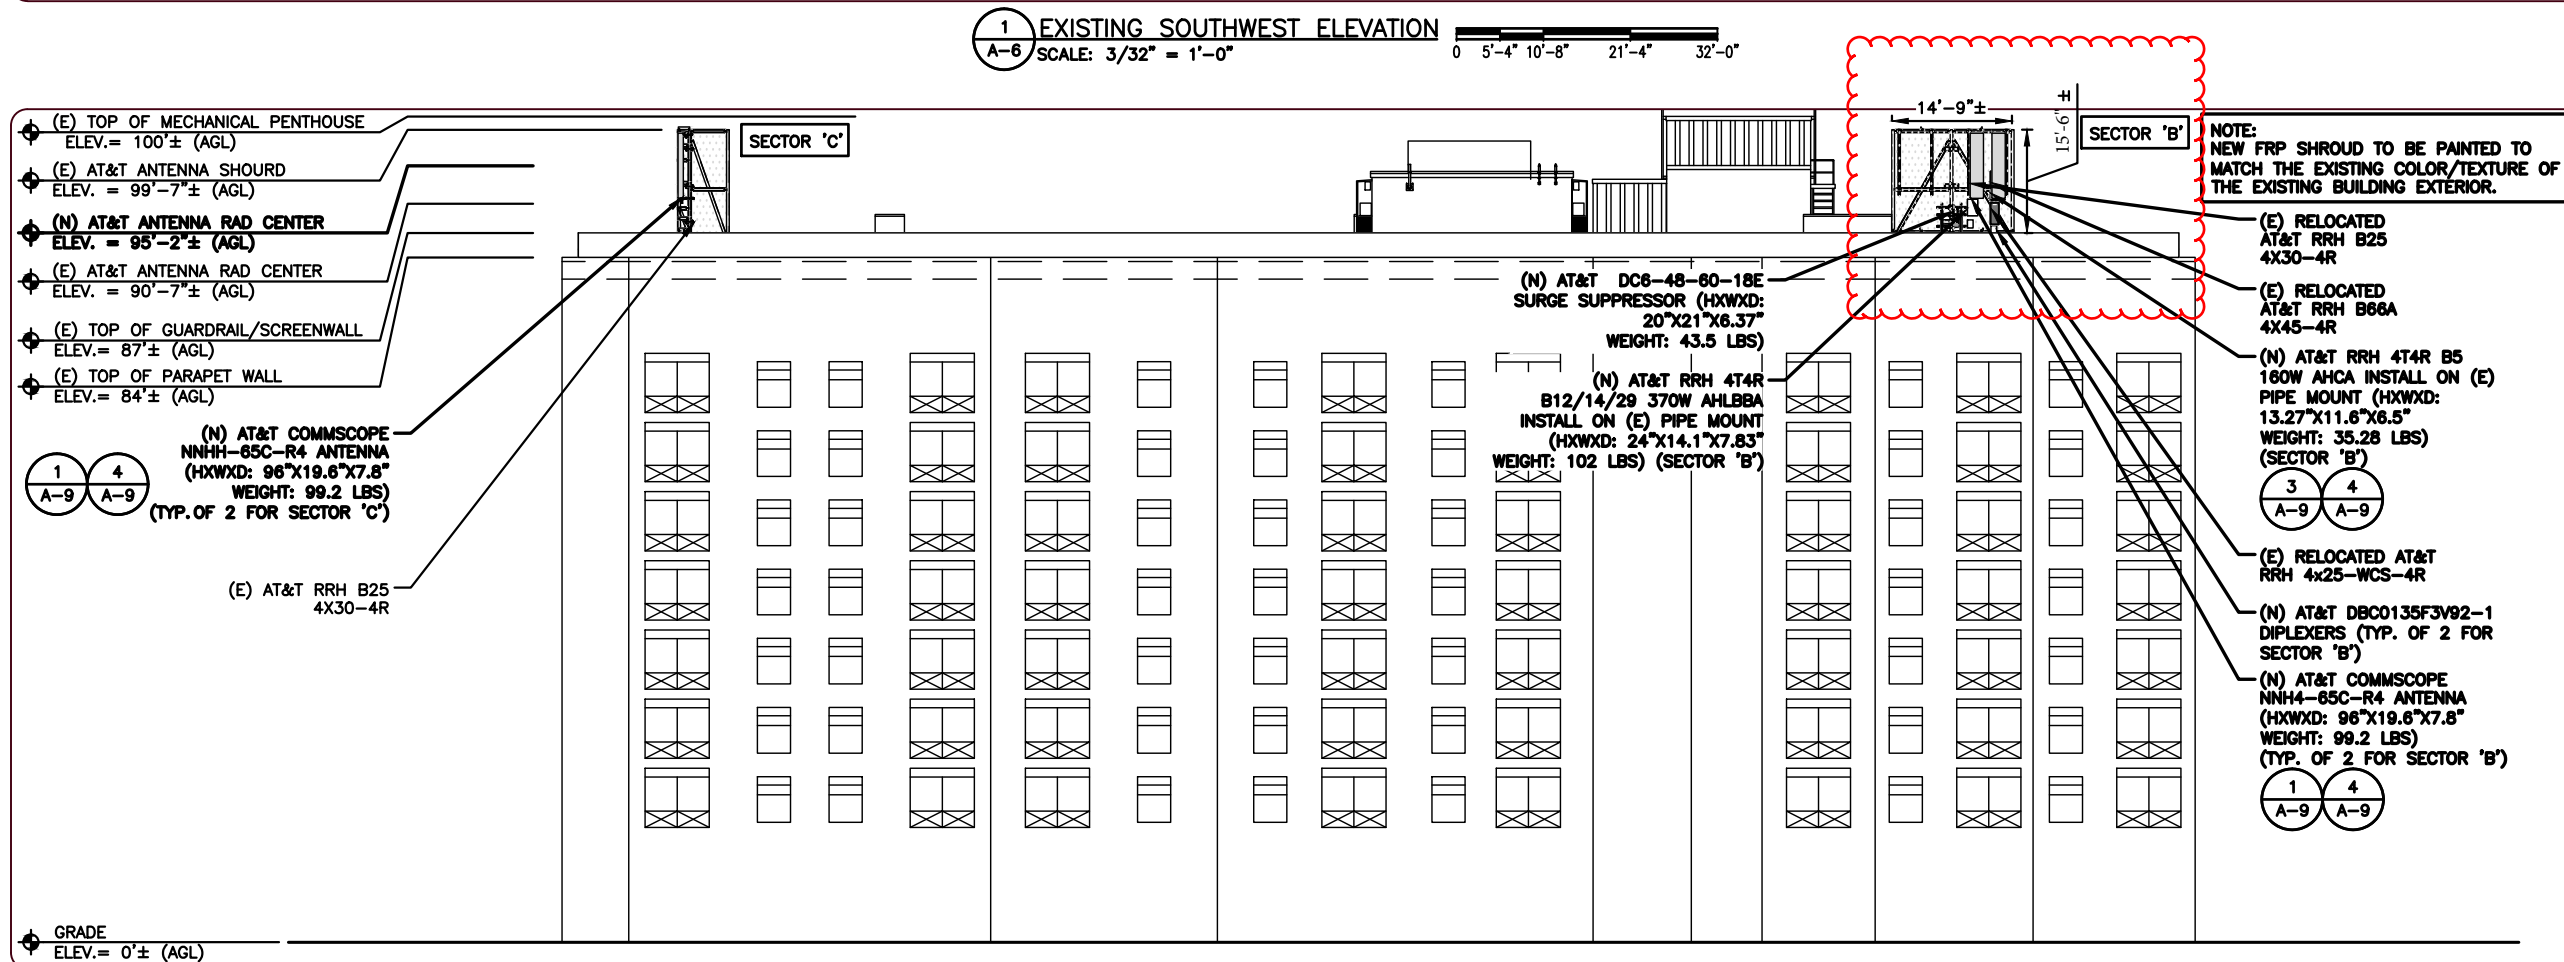 1
A-6
EXISTING SOUTHWEST ELEVATION
SCALE: 3/32" = 1'-0"
0 5'-4" 10'-8" 21'-4" 32'-0"
(E) TOP OF MECHANICAL PENTHOUSE
ELEV.= 100'± (AGL)
(E) AT&T ANTENNA SHOURD
ELEV. = 99'-7"± (AGL)
(N) AT&T ANTENNA RAD CENTER
ELEV. = 95'-2"± (AGL)
(E) AT&T ANTENNA RAD CENTER
ELEV. = 90'-7"± (AGL)
(E) TOP OF GUARDRAIL/SCREENWALL
ELEV.= 87'± (AGL)
(E) TOP OF PARAPET WALL
ELEV.= 84'± (AGL)
(N) AT&T COMMSCOPE
NNHH-65C-R4 ANTENNA
(HXWXD: 96"X19.6"X7.8"
WEIGHT: 99.2 LBS)
(TYP.OF 2 FOR SECTOR 'C')
1
A-9
4
A-9
(E) AT&T RRH B25
4X30-4R
GRADE
ELEV.= 0'± (AGL)
SECTOR 'C'
(N) AT&T DC6-48-60-18E
SURGE SUPPRESSOR (HXWXD:
20"X21"X6.37"
WEIGHT: 43.5 LBS)
(N) AT&T RRH 4T4R
B12/14/29 370W AHLBBA
INSTALL ON (E) PIPE MOUNT
(HXWXD: 24"X14.1"X7.83"
WEIGHT: 102 LBS) (SECTOR 'B')
14'-9"±
15'-6" ±
SECTOR 'B'
NOTE:
NEW FRP SHROUD TO BE PAINTED TO
MATCH THE EXISTING COLOR/TEXTURE OF
THE EXISTING BUILDING EXTERIOR.
(E) RELOCATED
AT&T RRH B25
4X30-4R
(E) RELOCATED
AT&T RRH B66A
4X45-4R
(N) AT&T RRH 4T4R B5
160W AHCA INSTALL ON (E)
PIPE MOUNT (HXWXD:
13.27"X11.6"X6.5"
WEIGHT: 35.28 LBS)
(SECTOR 'B')
3
A-9
4
A-9
(E) RELOCATED AT&T
RRH 4x25-WCS-4R
(N) AT&T DBC0135F3V92-1
DIPLEXERS (TYP. OF 2 FOR
SECTOR 'B')
(N) AT&T COMMSCOPE
NNH4-65C-R4 ANTENNA
(HXWXD: 96"X19.6"X7.8"
WEIGHT: 99.2 LBS)
(TYP. OF 2 FOR SECTOR 'B')
1
A-9
4
A-9